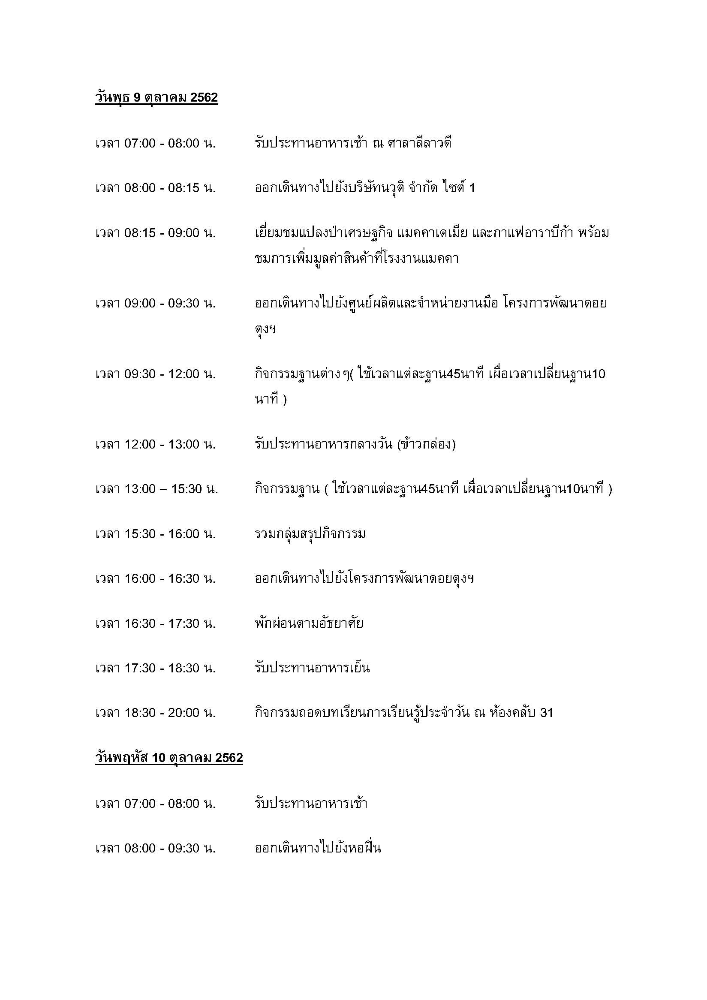 วันพุธ 9 ตุลาคม 2562
เวลา 07:00 - 08:00 น. รับประทานอาหารเช้า ณ ศาลาลีลาวดี
เวลา 08:00 - 08:15 น. ออกเดินทางไปยังบริษัทนวุติ จำกัด ไซต์ 1
เวลา 08:15 - 09:00 น. เยี่ยมชมแปลงป่าเศรษฐกิจ แมคคาเดเมีย และกาแฟอาราบีก้า พร้อม
ชมการเพิ่มมูลค่าสินค้าที่โรงงานแมคคา
เวลา 09:00 - 09:30 น. ออกเดินทางไปยังศูนย์ผลิตและจำหน่ายงานมือ โครงการพัฒนาดอย
ตุงฯ
เวลา 09:30 - 12:00 น. กิจกรรมฐานต่าง ๆ( ใช้เวลาแต่ละฐาน45นาที เผื่อเวลาเปลี่ยนฐาน10
นาที )
เวลา 12:00 - 13:00 น. รับประทานอาหารกลางวัน (ข้าวกล่อง)
เวลา 13:00 – 15:30 น. กิจกรรมฐาน ( ใช้เวลาแต่ละฐาน45นาที เผื่อเวลาเปลี่ยนฐาน10นาที )
เวลา 15:30 - 16:00 น. รวมกลุ่มสรุปกิจกรรม
เวลา 16:00 - 16:30 น. ออกเดินทางไปยังโครงการพัฒนาดอยตุงฯ
เวลา 16:30 - 17:30 น. พักผ่อนตามอัธยาศัย
เวลา 17:30 - 18:30 น. รับประทานอาหารเย็น
เวลา 18:30 - 20:00 น. กิจกรรมถอดบทเรียนการเรียนรู้ประจำวัน ณ ห้องคลับ 31
วันพฤหัส 10 ตุลาคม 2562
เวลา 07:00 - 08:00 น. รับประทานอาหารเช้า
เวลา 08:00 - 09:30 น. ออกเดินทางไปยังหอฝิ่น